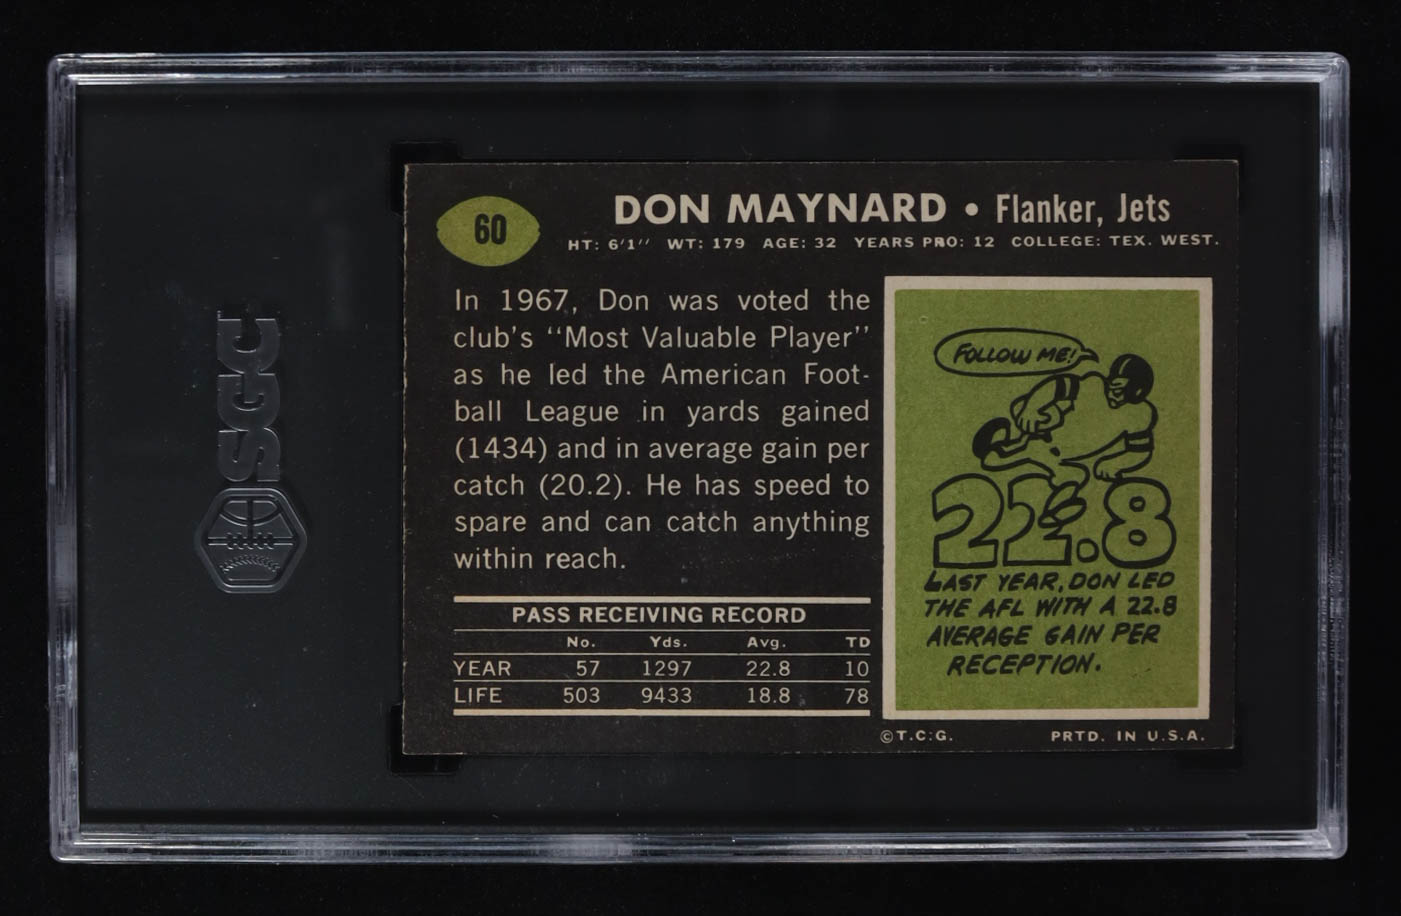 SGC
60
DON MAYNARD • Flanker, Jets
HT: 6'1" WT: 179 AGE: 32 YEARS PRO: 12 COLLEGE: TEX. WEST.
In 1967, Don was voted the
club's "Most Valuable Player"
as he led the American Foot-
ball League in yards gained
(1434) and in average gain per
catch (20.2). He has speed to
spare and can catch anything
within reach.
PASS RECEIVING RECORD
No. Yds. Avg. TD
YEAR 57 1297 22.8 10
LIFE 503 9433 18.8 78
FOLLOW ME!
22.8
LAST YEAR, DON LED
THE AFL WITH A 22.8
AVERAGE GAIN PER
RECEPTION.
©T.C.G. PRTD. IN U.S.A.